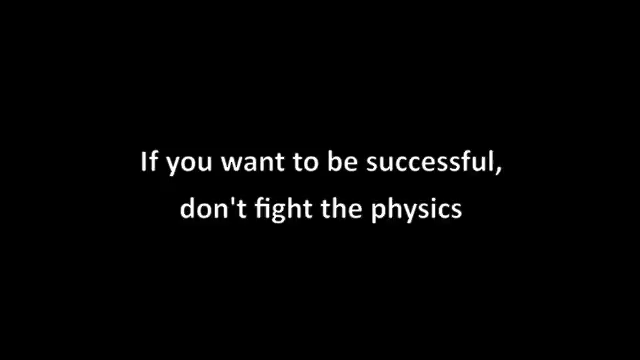 If you want to be successful,
don't fight the physics